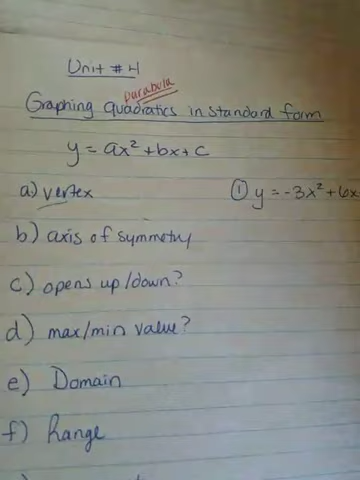 Unit #4
parabula
Graphing quadratics in standard form
y = ax² + bx + c
a) vertex
① y = -3x² + 6x
b) axis of symmetry
c) opens up/down?
d) max/min value?
e) Domain
f) Range